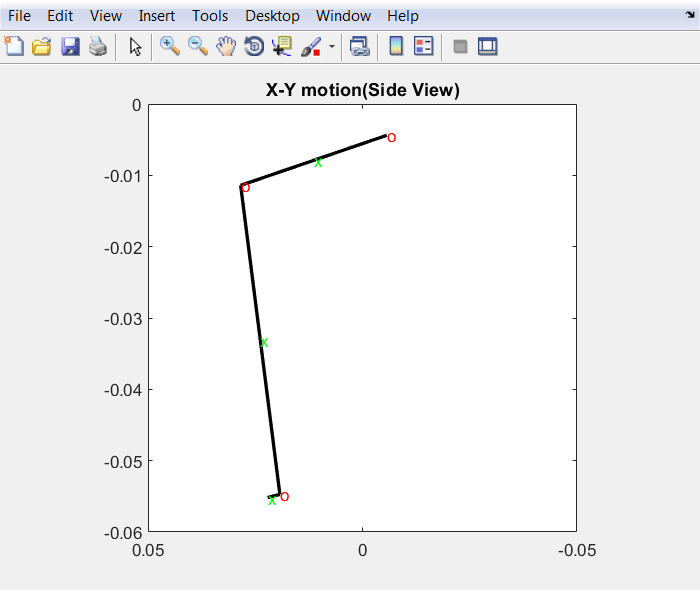 File Edit View Insert Tools Desktop Window Help
X-Y motion(Side View)
0
-0.01
-0.02
-0.03
-0.04
-0.05
-0.06
0.05 0 -0.05
o
x
o
x
o
x